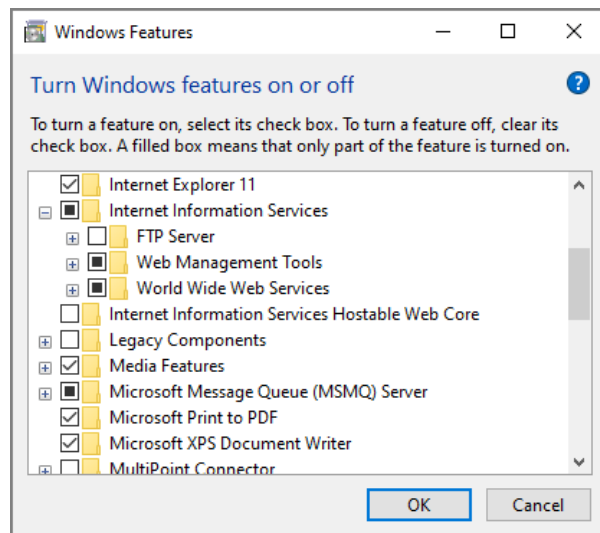 Windows Features
Turn Windows features on or off
?
To turn a feature on, select its check box. To turn a feature off, clear its
check box. A filled box means that only part of the feature is turned on.
Internet Explorer 11
Internet Information Services
FTP Server
Web Management Tools
World Wide Web Services
Internet Information Services Hostable Web Core
Legacy Components
Media Features
Microsoft Message Queue (MSMQ) Server
Microsoft Print to PDF
Microsoft XPS Document Writer
MultiPoint Connector
OK Cancel